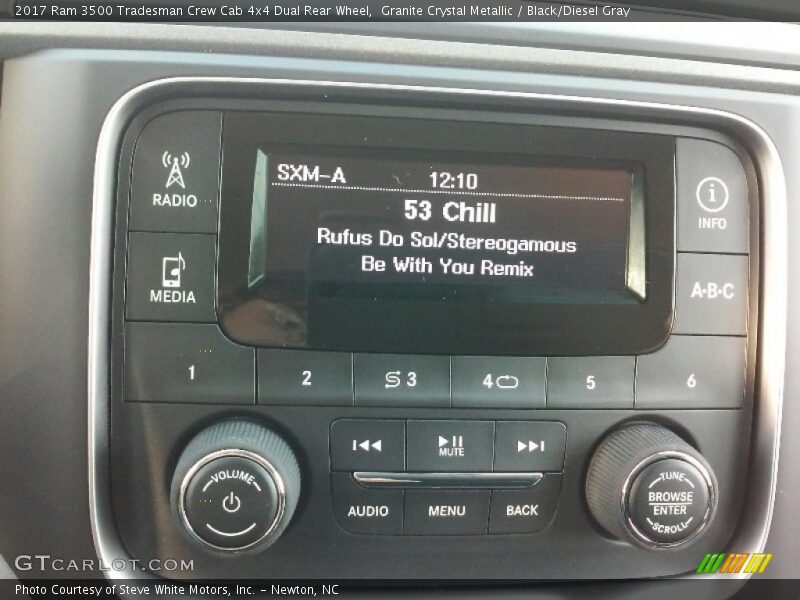 2017 Ram 3500 Tradesman Crew Cab 4x4 Dual Rear Wheel,  Granite Crystal Metallic / Black/Diesel Gray
RADIO
SXM-A 12:10
INFO
53 Chill
Rufus Do Sol/Stereogamous
Be With You Remix
MEDIA
A·B·C
1 2 3 4 5 6
MUTE
VOLUME
TUNE
BROWSE
ENTER
SCROLL
AUDIO MENU BACK
GTCARLOT.COM
Photo Courtesy of Steve White Motors, Inc. – Newton, NC